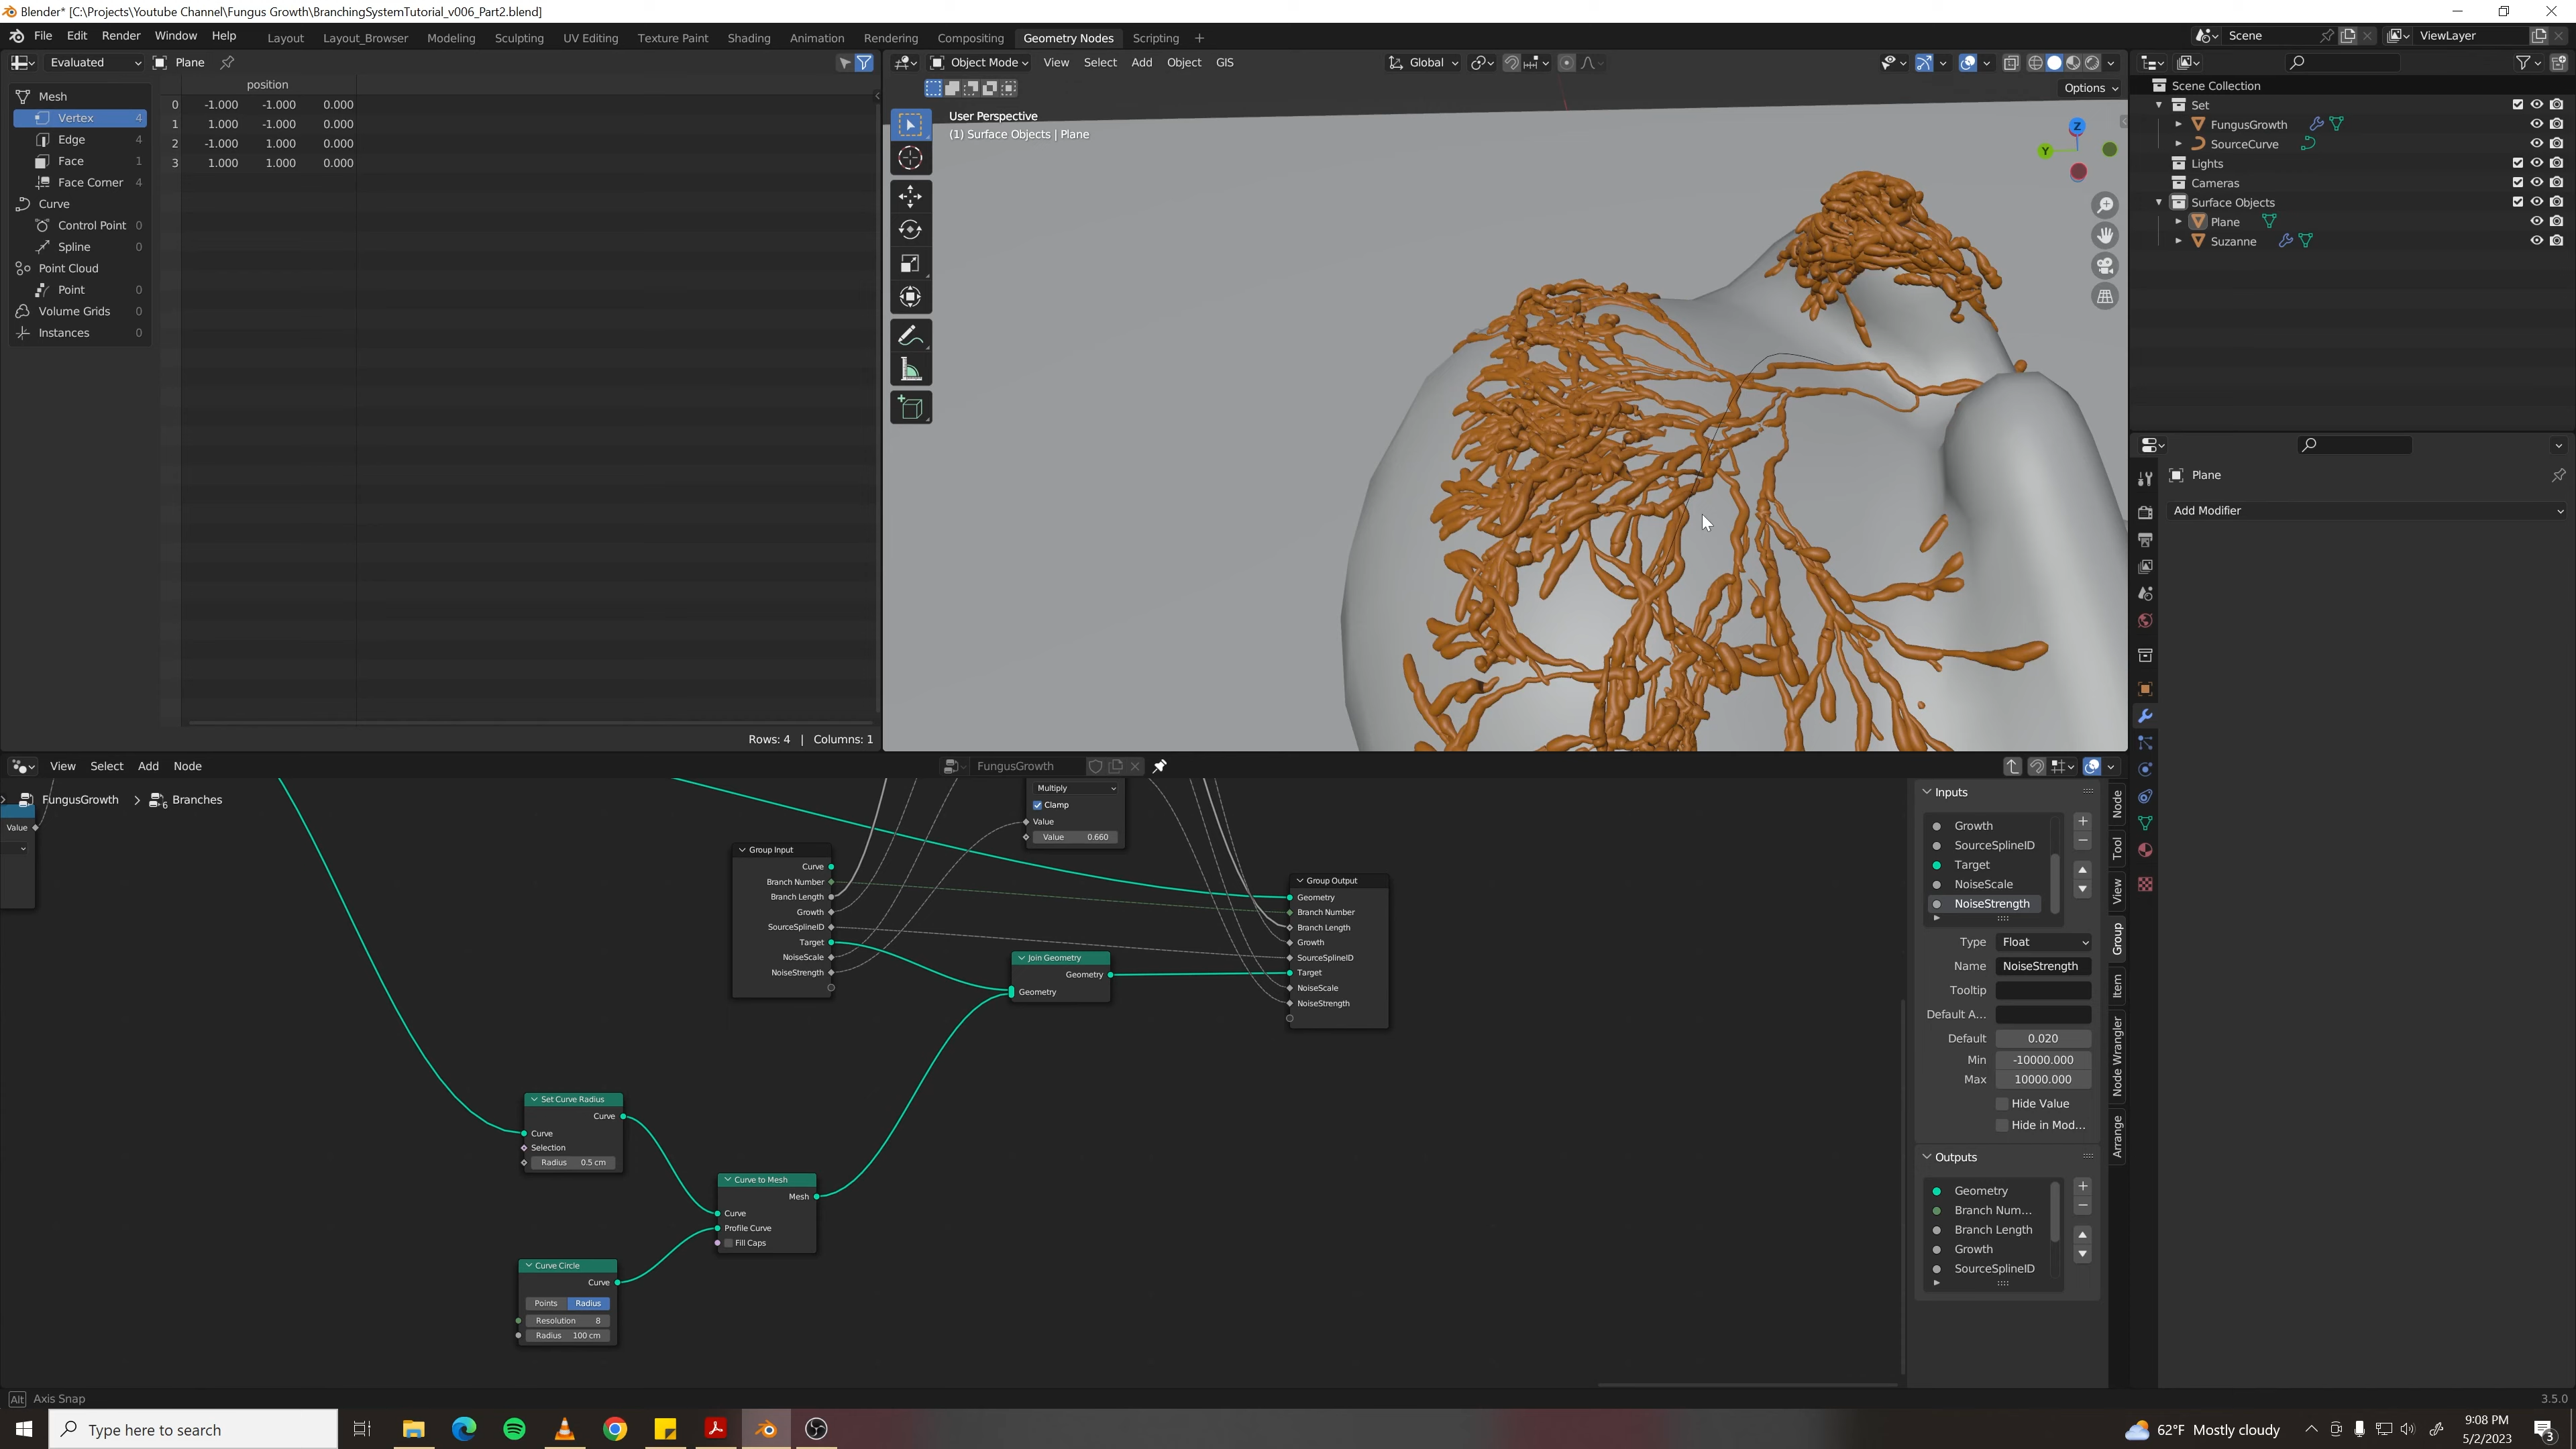 Blender* [C:\Projects\Youtube Channel\Fungus Growth\BranchingSystemTutorial_v006_Part2.blend]
File Edit Render Window Help
Layout Layout_Browser Modeling Sculpting UV Editing Texture Paint Shading Animation Rendering Compositing Geometry Nodes Scripting +
Scene
ViewLayer
Evaluated
Plane
position
Mesh
Vertex 4
Edge 4
Face 1
Face Corner 4
Curve
Control Point 0
Spline 0
Point Cloud
Point 0
Volume Grids 0
Instances 0
0 -1.000 -1.000 0.000
1 1.000 -1.000 0.000
2 -1.000 1.000 0.000
3 1.000 1.000 0.000
Rows: 4 | Columns: 1
Object Mode View Select Add Object GIS
Global
Options
User Perspective
(1) Surface Objects | Plane
Z
Y
Scene Collection
Set
FungusGrowth
SourceCurve
Lights
Cameras
Surface Objects
Plane
Suzanne
Plane
Add Modifier
View Select Add Node
FungusGrowth
FungusGrowth > 6 Branches
Value
Multiply
Clamp
Value
Value 0.660
Group Input
Curve
Branch Number
Branch Length
Growth
SourceSplineID
Target
NoiseScale
NoiseStrength
Join Geometry
Geometry
Geometry
Group Output
Geometry
Branch Number
Branch Length
Growth
SourceSplineID
Target
NoiseScale
NoiseStrength
Set Curve Radius
Curve
Curve
Selection
Radius 0.5 cm
Curve to Mesh
Mesh
Curve
Profile Curve
Fill Caps
Curve Circle
Curve
Points Radius
Resolution 8
Radius 100 cm
Inputs
Growth
SourceSplineID
Target
NoiseScale
NoiseStrength
Type Float
Name NoiseStrength
Tooltip
Default A...
Default 0.020
Min -10000.000
Max 10000.000
Hide Value
Hide in Mod...
Outputs
Geometry
Branch Num...
Branch Length
Growth
SourceSplineID
Node
Tool
View
Group
Item
Node Wrangler
Arrange
Alt Axis Snap
3.5.0
Type here to search
62°F Mostly cloudy
9:08 PM
5/2/2023
3